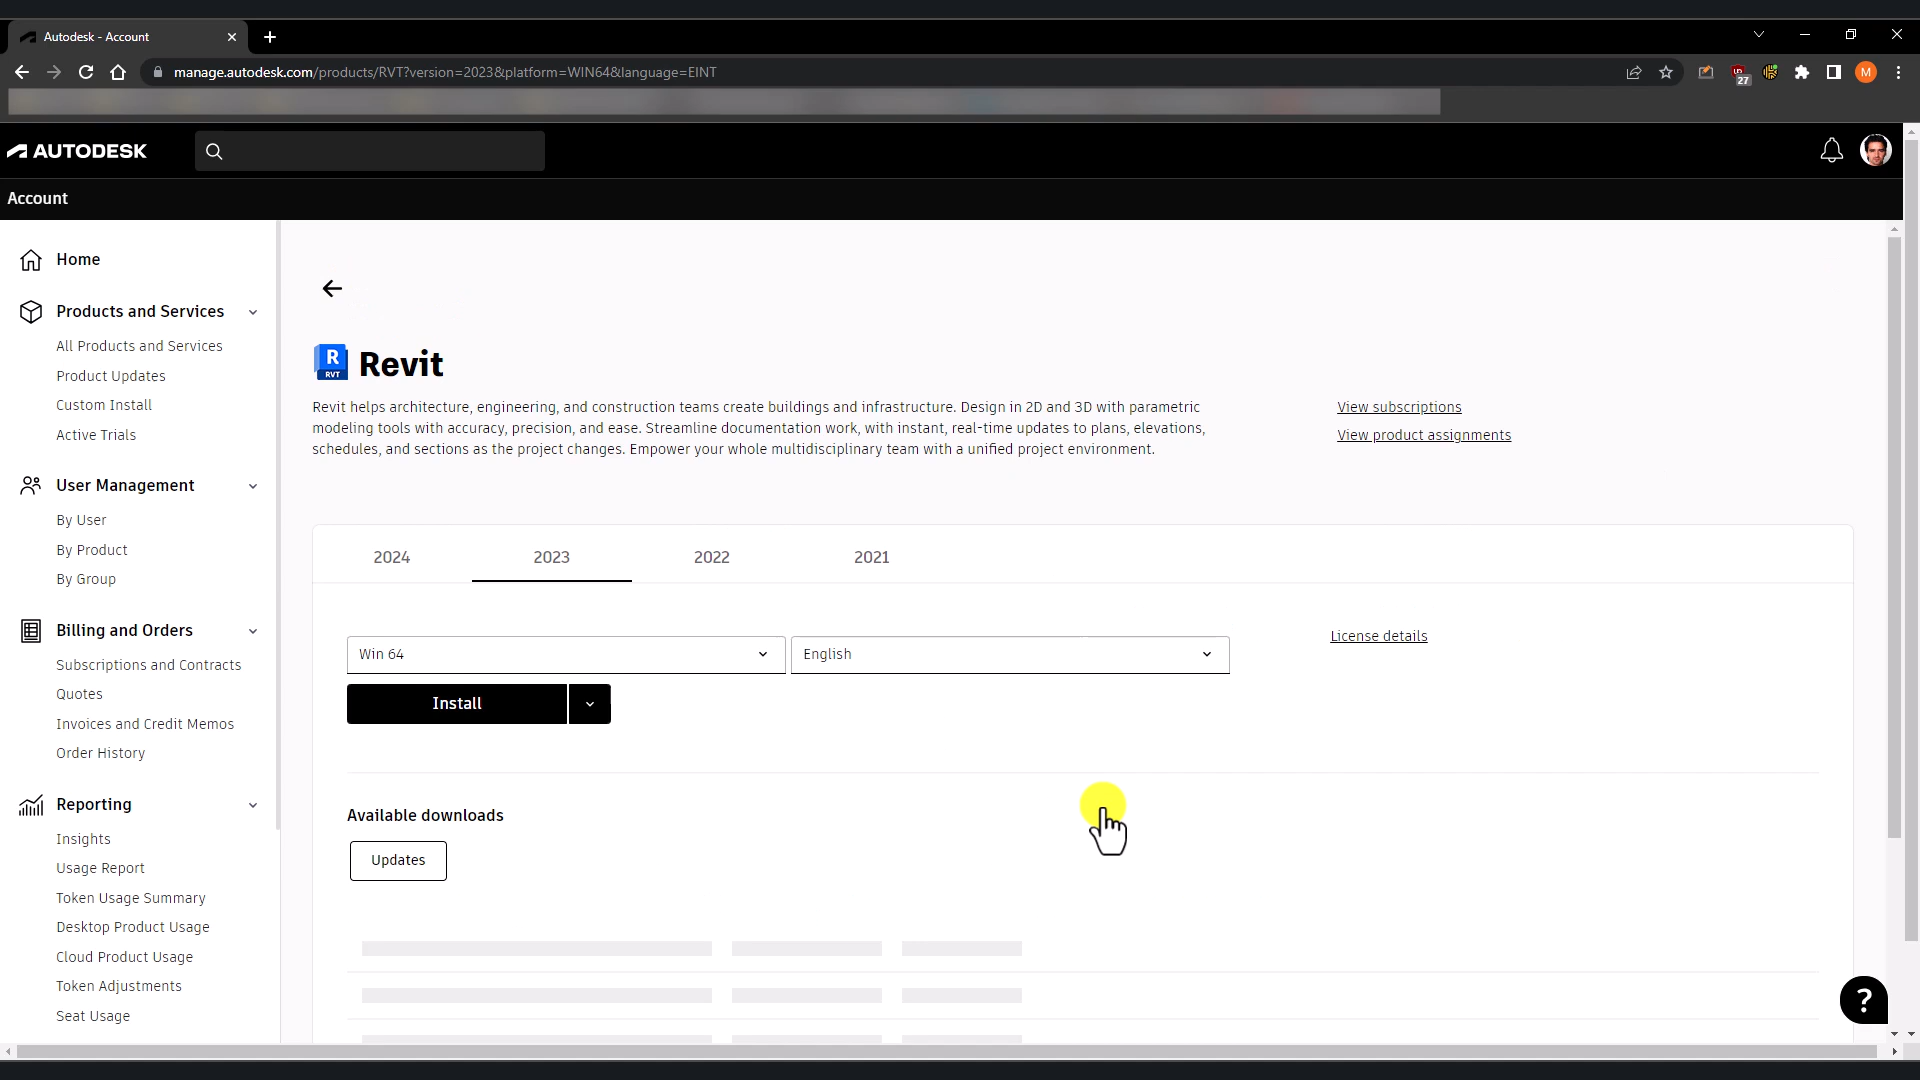 Autodesk - Account
manage.autodesk.com/products/RVT?version=2023&platform=WIN64&language=EINT
27
M
AUTODESK
Account
Home
Products and Services
All Products and Services
Product Updates
Custom Install
Active Trials
User Management
By User
By Product
By Group
Billing and Orders
Subscriptions and Contracts
Quotes
Invoices and Credit Memos
Order History
Reporting
Insights
Usage Report
Token Usage Summary
Desktop Product Usage
Cloud Product Usage
Token Adjustments
Seat Usage
R
RVT
Revit
Revit helps architecture, engineering, and construction teams create buildings and infrastructure. Design in 2D and 3D with parametric
modeling tools with accuracy, precision, and ease. Streamline documentation work, with instant, real-time updates to plans, elevations,
schedules, and sections as the project changes. Empower your whole multidisciplinary team with a unified project environment.
View subscriptions
View product assignments
2024 2023 2022 2021
Win 64
English
License details
Install
Available downloads
Updates
?